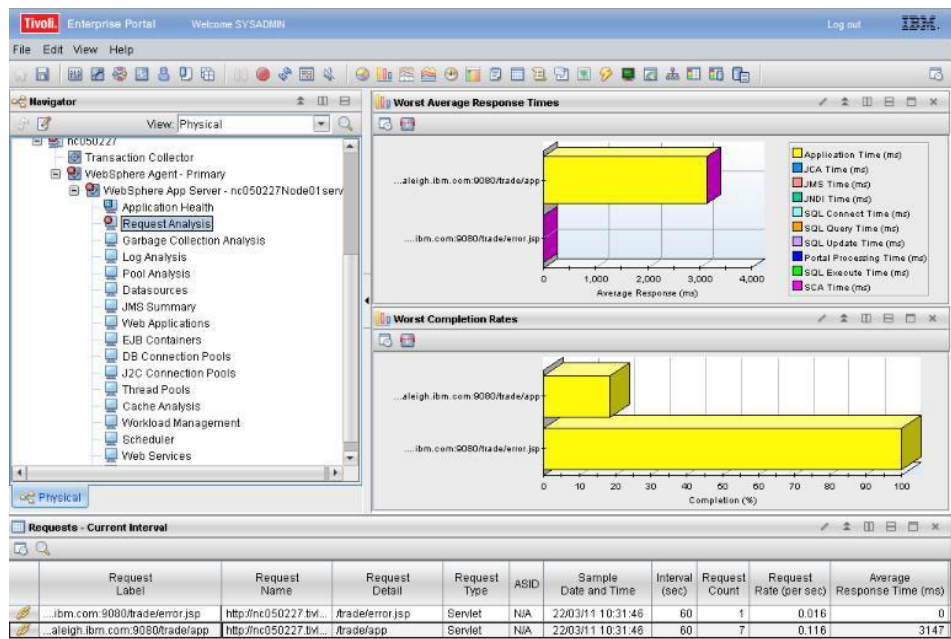 Tivoli. Enterprise Portal Welcome SYSADMIN Log out IBM.
File Edit View Help
Navigator
View: Physical
nc050227
Transaction Collector
WebSphere Agent - Primary
WebSphere App Server - nc050227Node01serv
Application Health
Request Analysis
Garbage Collection Analysis
Log Analysis
Pool Analysis
Datasources
JMS Summary
Web Applications
EJB Containers
DB Connection Pools
J2C Connection Pools
Thread Pools
Cache Analysis
Workload Management
Scheduler
Web Services
Physical
Worst Average Response Times
...aleigh.ibm.com:9080/trade/app
....ibm.com:9080/trade/error.jsp
0 1,000 2,000 3,000 4,000
Average Response (ms)
Application Time (ms)
JCA Time (ms)
JMS Time (ms)
JNDI Time (ms)
SQL Connect Time (ms)
SQL Query Time (ms)
SQL Update Time (ms)
Portal Processing Time (ms)
SQL Execute Time (ms)
SCA Time (ms)
Worst Completion Rates
...aleigh.ibm.com:9080/trade/app
....ibm.com:9080/trade/error.jsp
0 10 20 30 40 50 60 70 80 90 100
Completion (%)
Requests - Current Interval
Request Label Request Name Request Detail Request Type ASID Sample Date and Time Interval (sec) Request Count Request Rate (per sec) Average Response Time (ms)
....ibm.com:9080/trade/error.jsp http://nc050227.tivl... /trade/error.jsp Servlet N/A 22/03/11 10:31:46 60 1 0.016 0
...aleigh.ibm.com:9080/trade/app http://nc050227.tivl... /trade/app Servlet N/A 22/03/11 10:31:46 60 7 0.116 3147